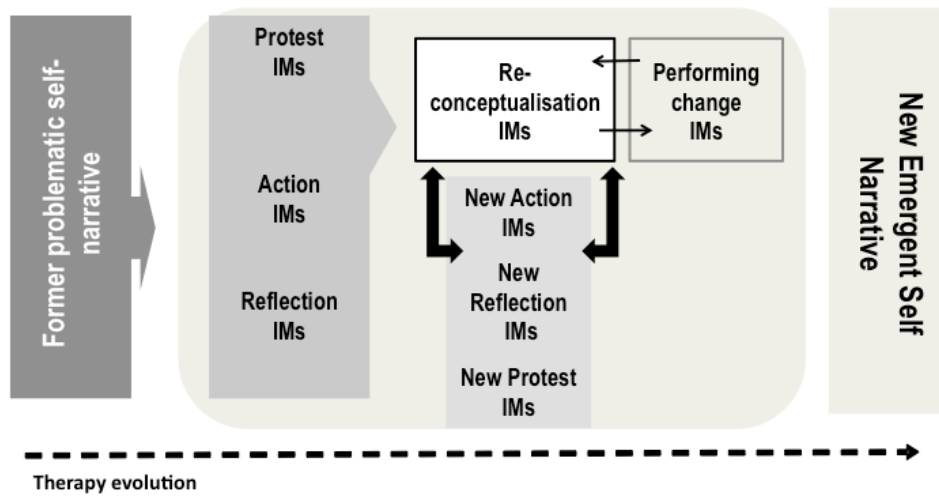 Former problematic self-
narrative
Protest
IMs
Action
IMs
Reflection
IMs
Re-
conceptualisation
IMs
Performing
change
IMs
New Action
IMs
New
Reflection
IMs
New Protest
IMs
New Emergent Self
Narrative
Therapy evolution